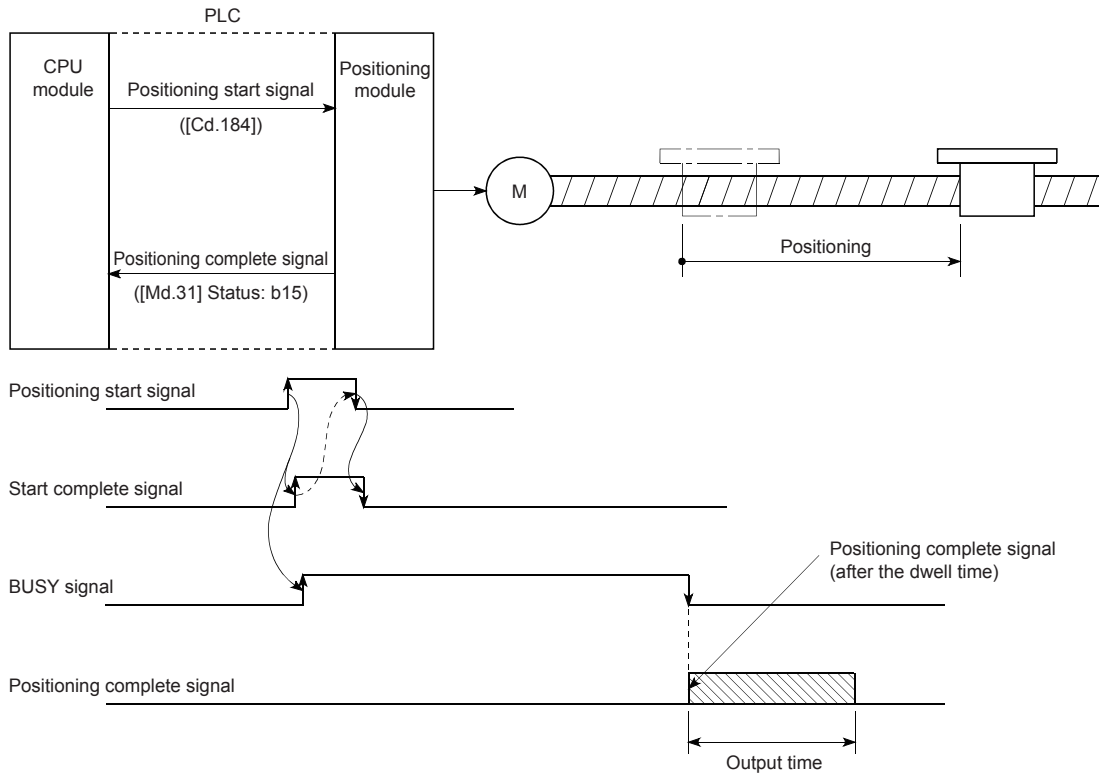 PLC
CPU
module
Positioning start signal
([Cd.184])
Positioning
module
Positioning complete signal
([Md.31] Status: b15)
M
Positioning
Positioning start signal
Start complete signal
BUSY signal
Positioning complete signal
(after the dwell time)
Positioning complete signal
Output time